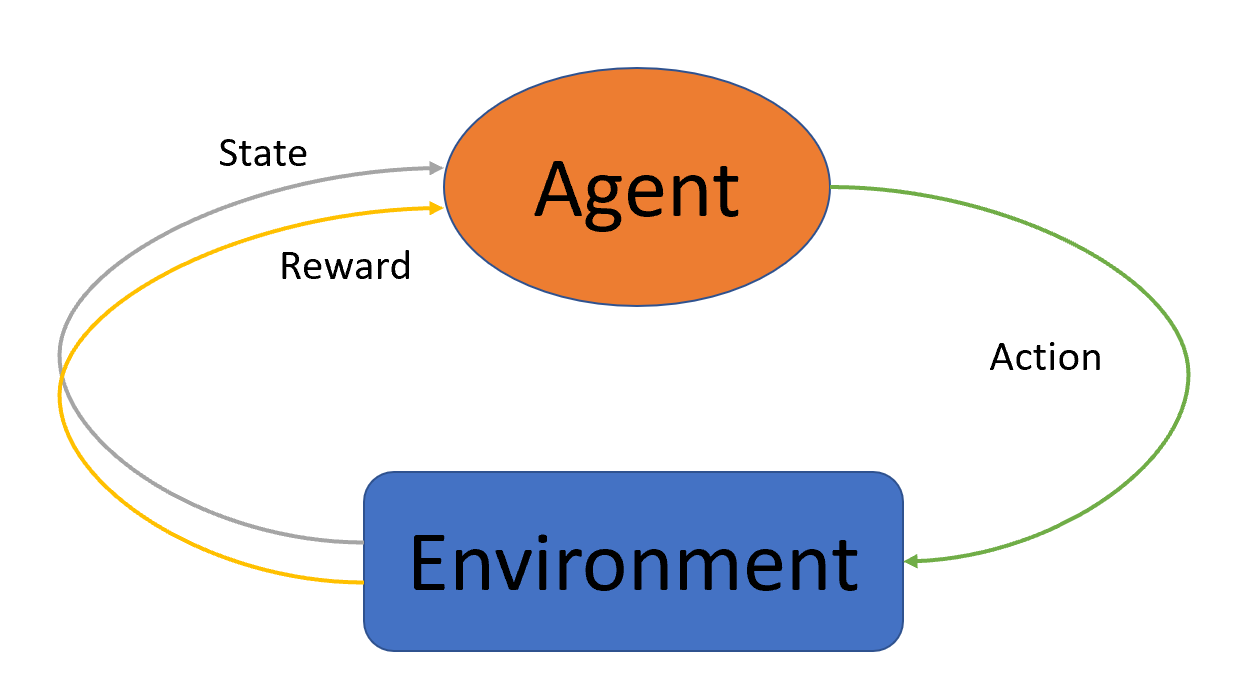 State
Agent
Reward
Action
Environment